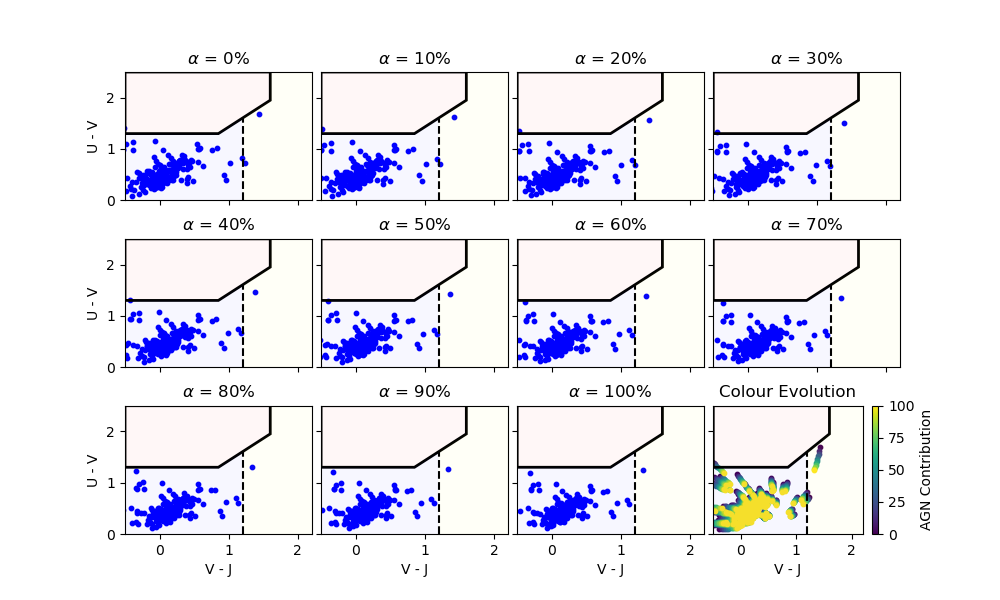 α = 0%
α = 10%
α = 20%
α = 30%
U - V
2
1
0
α = 40%
α = 50%
α = 60%
α = 70%
U - V
2
1
0
α = 80%
α = 90%
α = 100%
Colour Evolution
U - V
2
1
0
0 1 2
0 1 2
0 1 2
0 1 2
V - J
V - J
V - J
V - J
100
75
50
25
0
AGN Contribution